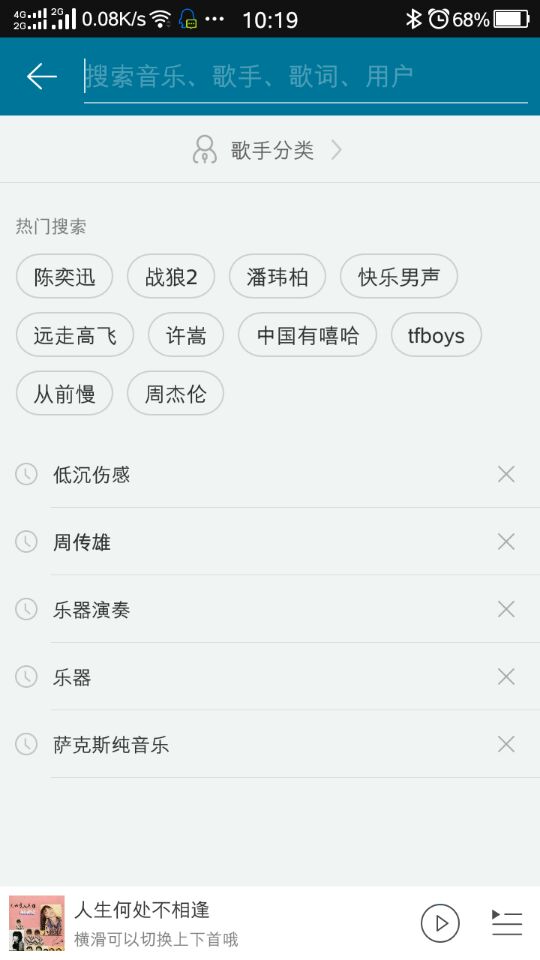 4G 2G 2G 0.08K/s 10:19 68%
搜索音乐、歌手、歌词、用户
歌手分类
热门搜索
陈奕迅 战狼2 潘玮柏 快乐男声
远走高飞 许嵩 中国有嘻哈 tfboys
从前慢 周杰伦
低沉伤感
周传雄
乐器演奏
乐器
萨克斯纯音乐
人生何处不相逢
横滑可以切换上下首哦